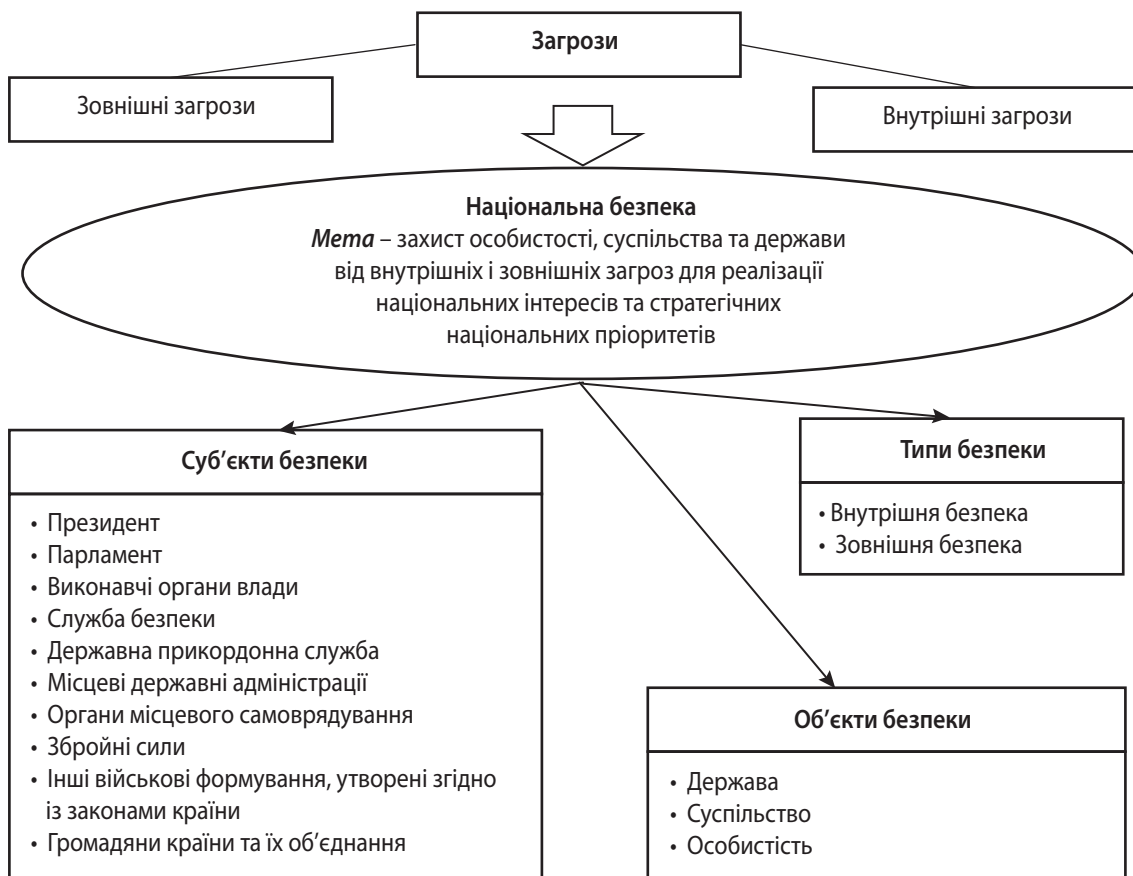 Загрози
Зовнішні загрози
Внутрішні загрози
Національна безпека
Мета – захист особистості, суспільства та держави
від внутрішніх і зовнішніх загроз для реалізації
національних інтересів та стратегічних
національних пріоритетів
Суб’єкти безпеки
• Президент
• Парламент
• Виконавчі органи влади
• Служба безпеки
• Державна прикордонна служба
• Місцеві державні адміністрації
• Органи місцевого самоврядування
• Збройні сили
• Інші військові формування, утворені згідно
із законами країни
• Громадяни країни та їх об’єднання
Типи безпеки
• Внутрішня безпека
• Зовнішня безпека
Об’єкти безпеки
• Держава
• Суспільство
• Особистість